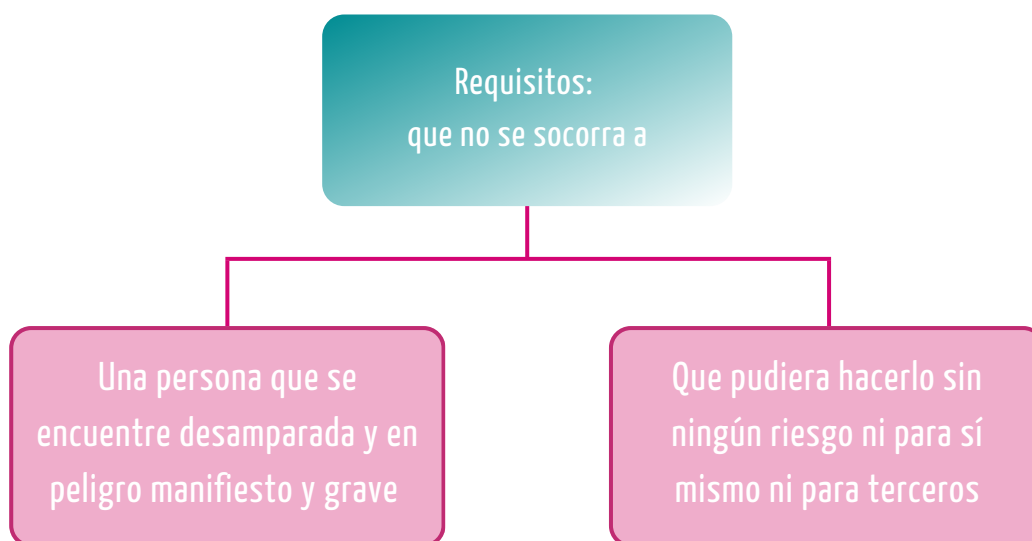 Requisitos:
que no se socorra a
Una persona que se
encuentre desamparada y en
peligro manifiesto y grave
Que pudiera hacerlo sin
ningún riesgo ni para sí
mismo ni para terceros